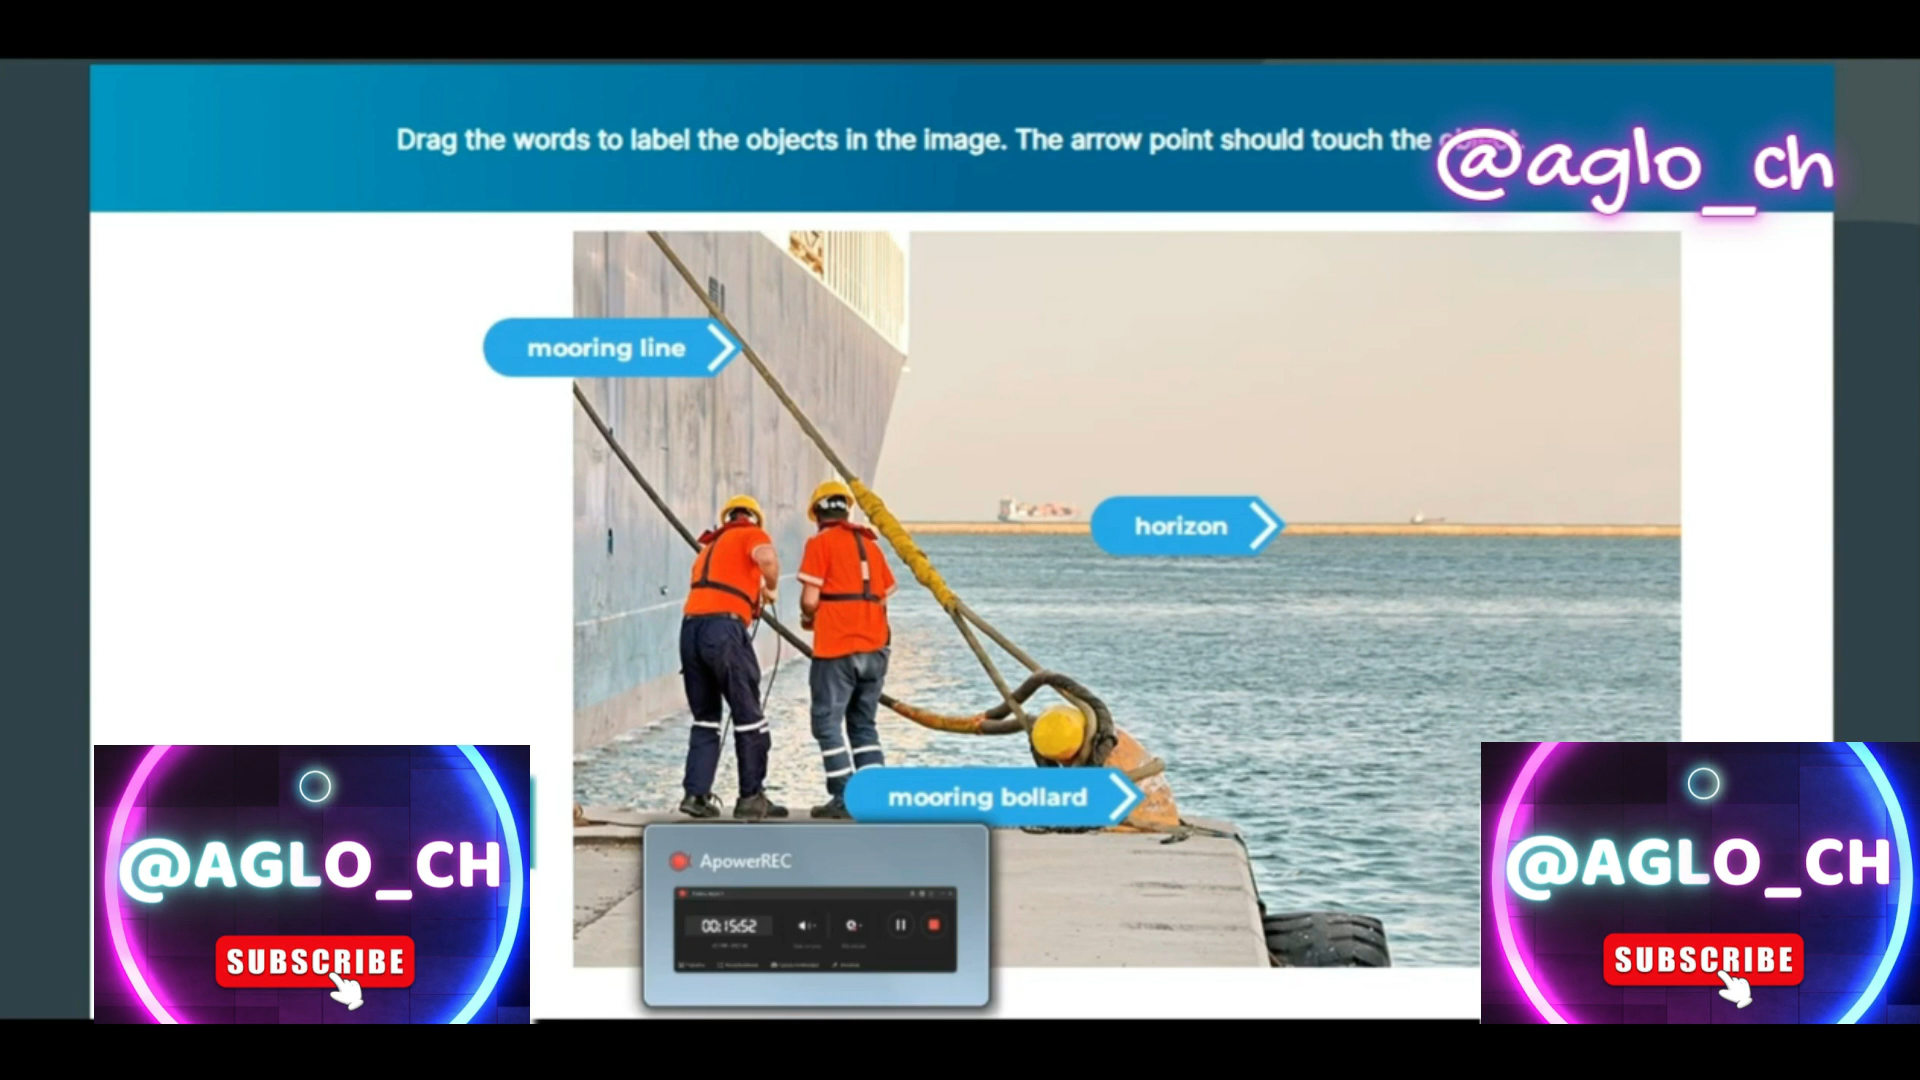 Drag the words to label the objects in the image. The arrow point should touch the
@aglo_ch
mooring line
horizon
mooring bollard
ApowerREC
00:15:52
@AGLO_CH
SUBSCRIBE
@AGLO_CH
SUBSCRIBE